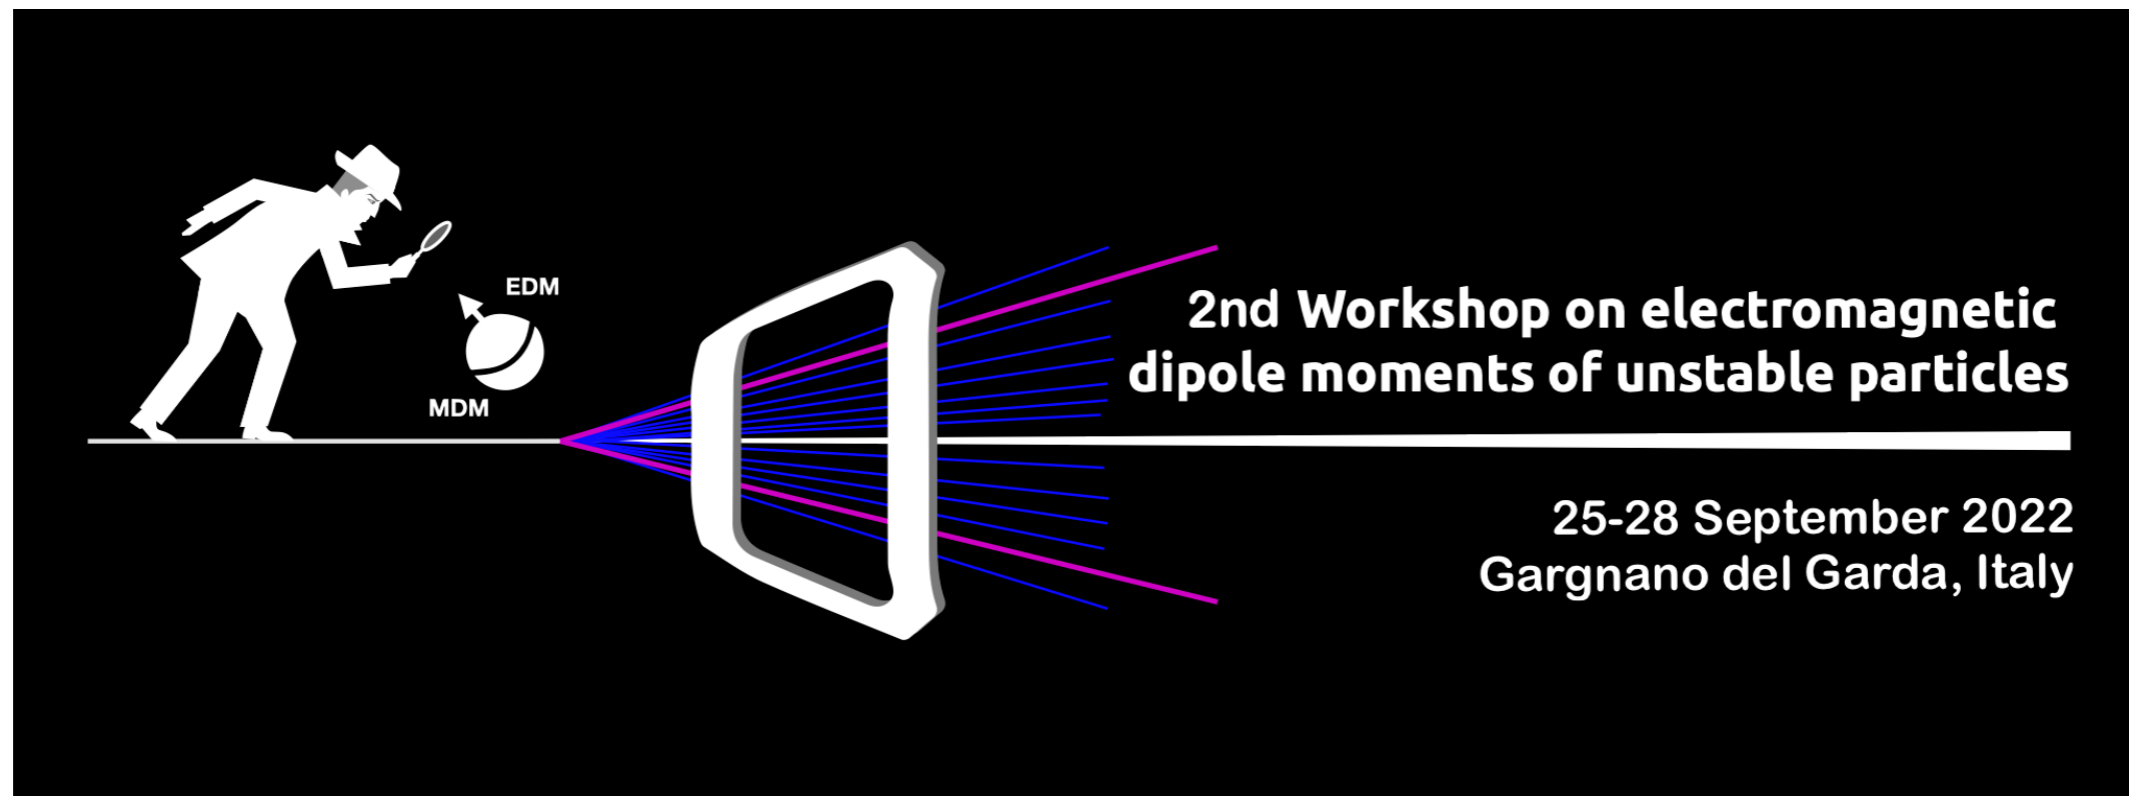 EDM
MDM
2nd Workshop on electromagnetic
dipole moments of unstable particles
25-28 September 2022
Gargnano del Garda, Italy